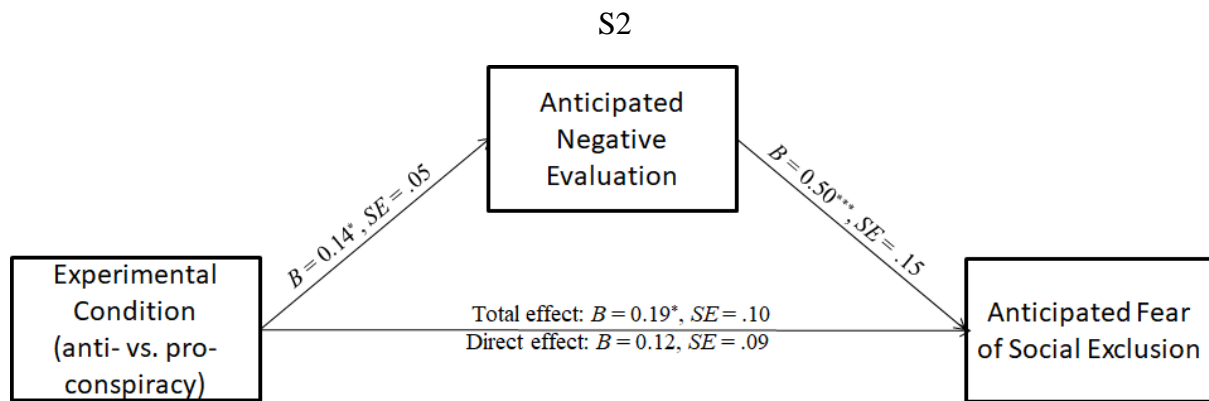 S2
Anticipated
Negative
Evaluation
B = 0.14*, SE = .05
B = 0.50***, SE = .15
Experimental
Condition
(anti- vs. pro-
conspiracy)
Total effect: B = 0.19*, SE = .10
Direct effect: B = 0.12, SE = .09
Anticipated Fear
of Social Exclusion